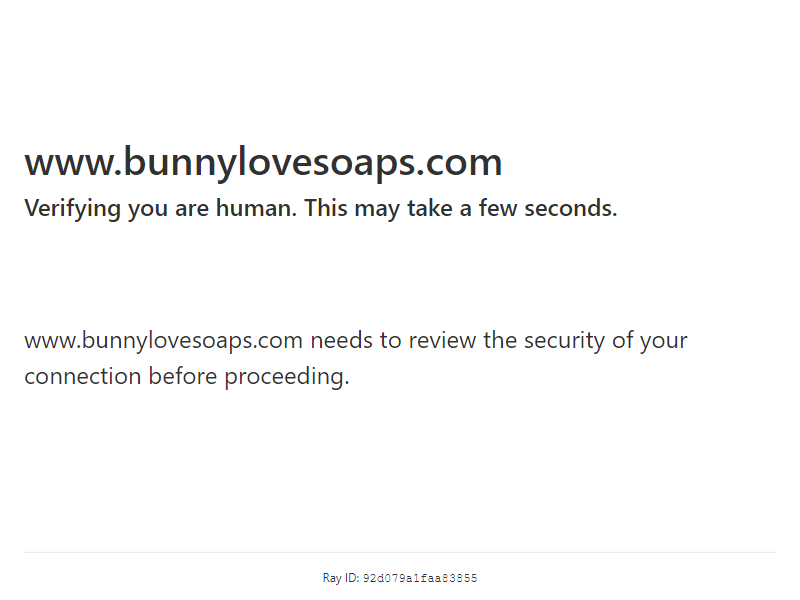 www.bunnylovesoaps.com
Verifying you are human. This may take a few seconds.
www.bunnylovesoaps.com needs to review the security of your
connection before proceeding.
Ray ID: 92d079a1faa83855